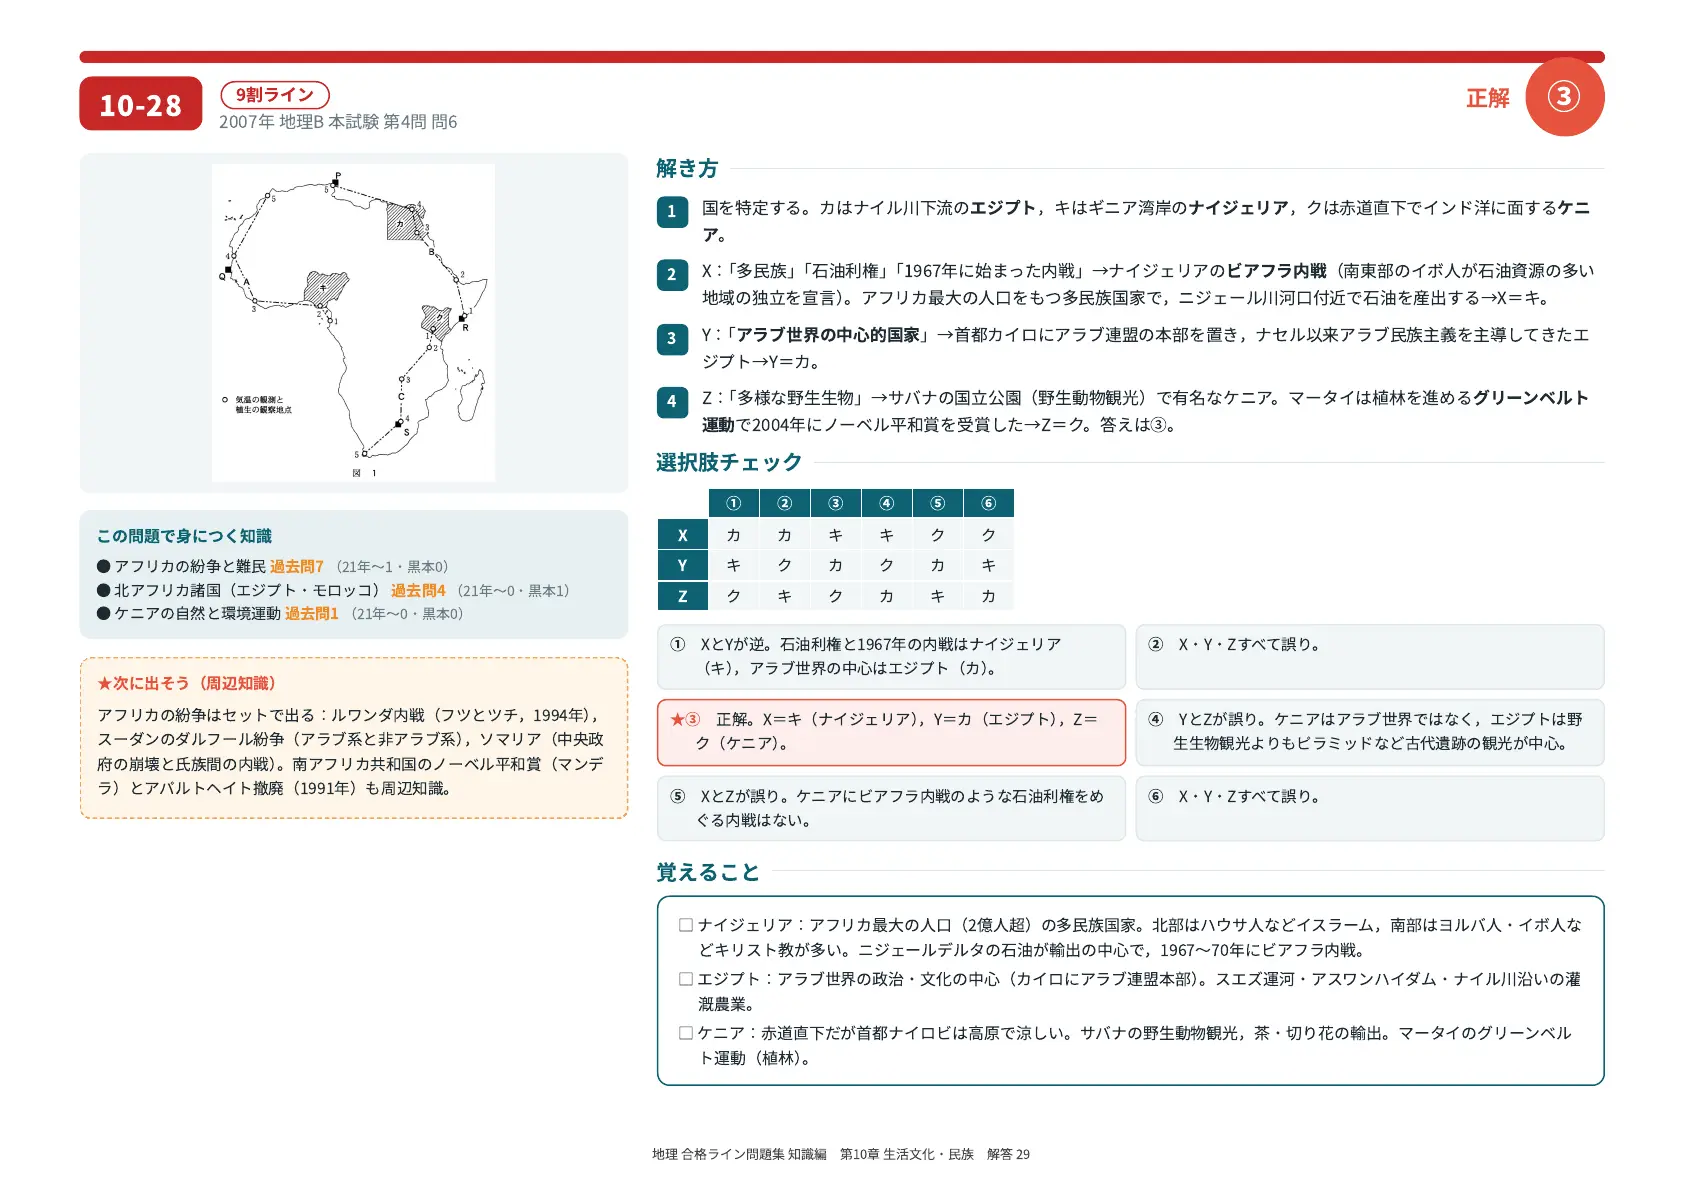 10-28
9割ライン
2007年 地理B 本試験 第4問 問6
正解
③
P
5
5
4
カ
3
B
4
Q
A
2
キ
3
2
1
ク
1
R
1
2
3
C
4
S
5
気温の観測と
植生の観察地点
図 1
この問題で身につく知識
● アフリカの紛争と難民 過去問7 （21年〜1・黒本0）
● 北アフリカ諸国（エジプト・モロッコ） 過去問4 （21年〜0・黒本1）
● ケニアの自然と環境運動 過去問1 （21年〜0・黒本0）
★次に出そう（周辺知識）
アフリカの紛争はセットで出る：ルワンダ内戦（フツとツチ，1994年），
スーダンのダルフール紛争（アラブ系と非アラブ系），ソマリア（中央政
府の崩壊と氏族間の内戦）。南アフリカ共和国のノーベル平和賞（マンデ
ラ）とアパルトヘイト撤廃（1991年）も周辺知識。
解き方
1 国を特定する。カはナイル川下流のエジプト，キはギニア湾岸のナイジェリア，クは赤道直下でインド洋に面するケニ
ア。
2 X：「多民族」「石油利権」「1967年に始まった内戦」→ナイジェリアのビアフラ内戦（南東部のイボ人が石油資源の多い
地域の独立を宣言）。アフリカ最大の人口をもつ多民族国家で，ニジェール川河口付近で石油を産出する→X＝キ。
3 Y：「アラブ世界の中心的国家」→首都カイロにアラブ連盟の本部を置き，ナセル以来アラブ民族主義を主導してきたエ
ジプト→Y＝カ。
4 Z：「多様な野生生物」→サバナの国立公園（野生動物観光）で有名なケニア。マータイは植林を進めるグリーンベルト
運動で2004年にノーベル平和賞を受賞した→Z＝ク。答えは③。
選択肢チェック
① ② ③ ④ ⑤ ⑥
X カ カ キ キ ク ク
Y キ ク カ ク カ キ
Z ク キ ク カ キ カ
① XとYが逆。石油利権と1967年の内戦はナイジェリア
（キ），アラブ世界の中心はエジプト（カ）。
② X・Y・Zすべて誤り。
★③ 正解。X＝キ（ナイジェリア），Y＝カ（エジプト），Z＝
ク（ケニア）。
④ YとZが誤り。ケニアはアラブ世界ではなく，エジプトは野
生生物観光よりもピラミッドなど古代遺跡の観光が中心。
⑤ XとZが誤り。ケニアにビアフラ内戦のような石油利権をめ
ぐる内戦はない。
⑥ X・Y・Zすべて誤り。
覚えること
□ ナイジェリア：アフリカ最大の人口（2億人超）の多民族国家。北部はハウサ人などイスラーム，南部はヨルバ人・イボ人な
どキリスト教が多い。ニジェールデルタの石油が輸出の中心で，1967〜70年にビアフラ内戦。
□ エジプト：アラブ世界の政治・文化の中心（カイロにアラブ連盟本部）。スエズ運河・アスワンハイダム・ナイル川沿いの灌
漑農業。
□ ケニア：赤道直下だが首都ナイロビは高原で涼しい。サバナの野生動物観光，茶・切り花の輸出。マータイのグリーンベル
ト運動（植林）。
地理 合格ライン問題集 知識編 第10章 生活文化・民族 解答 29